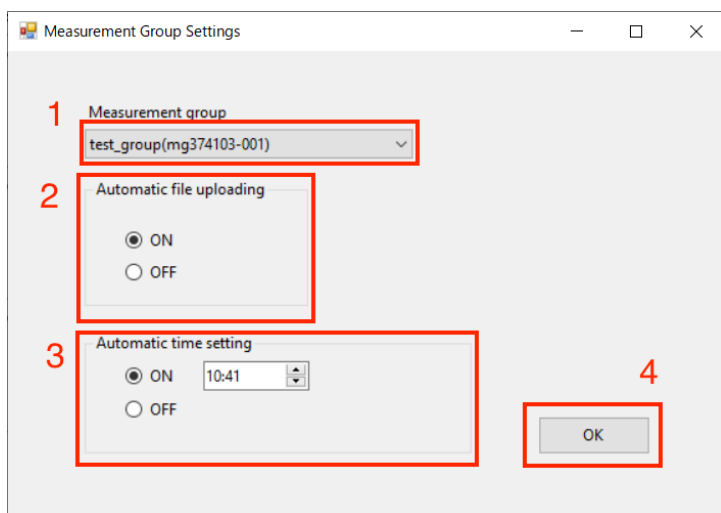 Measurement Group Settings
1
Measurement group
test_group(mg374103-001)
2
Automatic file uploading
ON
OFF
3
Automatic time setting
ON 10:41
OFF
4
OK